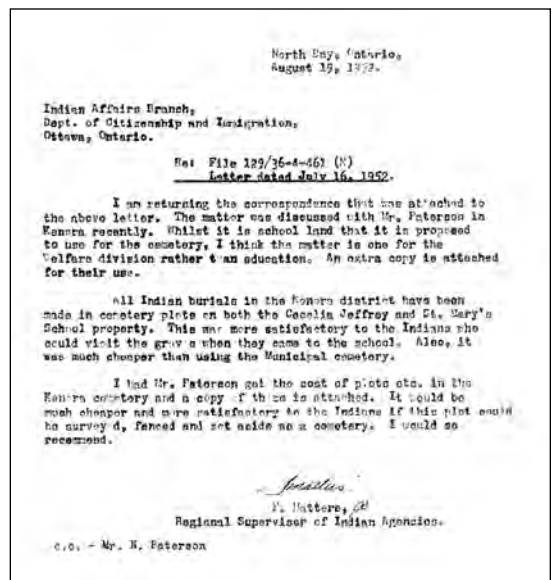 North Bay, Ontario,
August 19, 1952.
Indian Affairs Branch,
Dept. of Citizenship and Immigration,
Ottawa, Ontario.
Re: File 129/36-4-461 (N)
Letter dated July 16, 1952.
I am returning the correspondence that was attached to
the above letter. The matter was discussed with Mr. Paterson in
Kenora recently. Whilst it is school land that it is proposed
to use for the cemetery, I think the matter is one for the
Welfare division rather than education. An extra copy is attached
for their use.
All Indian burials in the Kenora district have been
made in cemetery plots on both the Cecelia Jeffrey and St. Mary's
School property. This was more satisfactory to the Indians who
could visit the graves when they came to the school. Also, it
was much cheaper than using the Municipal cemetery.
I had Mr. Paterson get the cost of plots etc. in the
Kenora cemetery and a copy of this is attached. It would be
much cheaper and more satisfactory to the Indians if this plot could
be surveyed, fenced and set aside as a cemetery. I would so
recommend.
F. Matters,
Regional Supervisor of Indian Agencies.
c.c. - Mr. N. Paterson